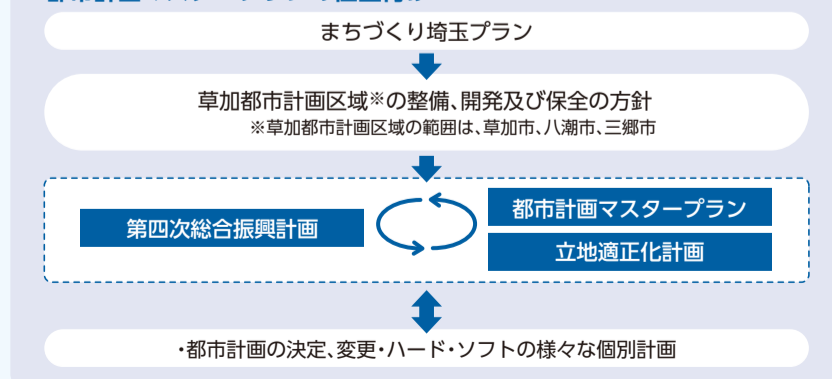 まちづくり埼玉プラン
草加都市計画区域※の整備、開発及び保全の方針
※草加都市計画区域の範囲は、草加市、八潮市、三郷市
第四次総合振興計画
都市計画マスタープラン
立地適正化計画
・都市計画の決定、変更・ハード・ソフトの様々な個別計画